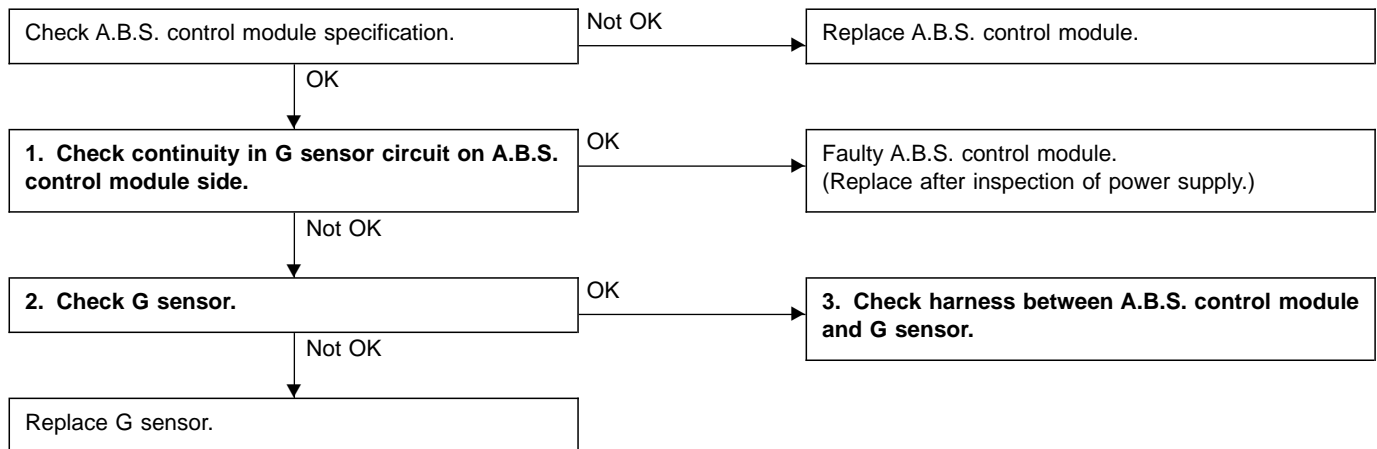 Check A.B.S. control module specification.
Not OK
Replace A.B.S. control module.
OK
1. Check continuity in G sensor circuit on A.B.S.
control module side.
OK
Faulty A.B.S. control module.
(Replace after inspection of power supply.)
Not OK
2. Check G sensor.
OK
3. Check harness between A.B.S. control module
and G sensor.
Not OK
Replace G sensor.